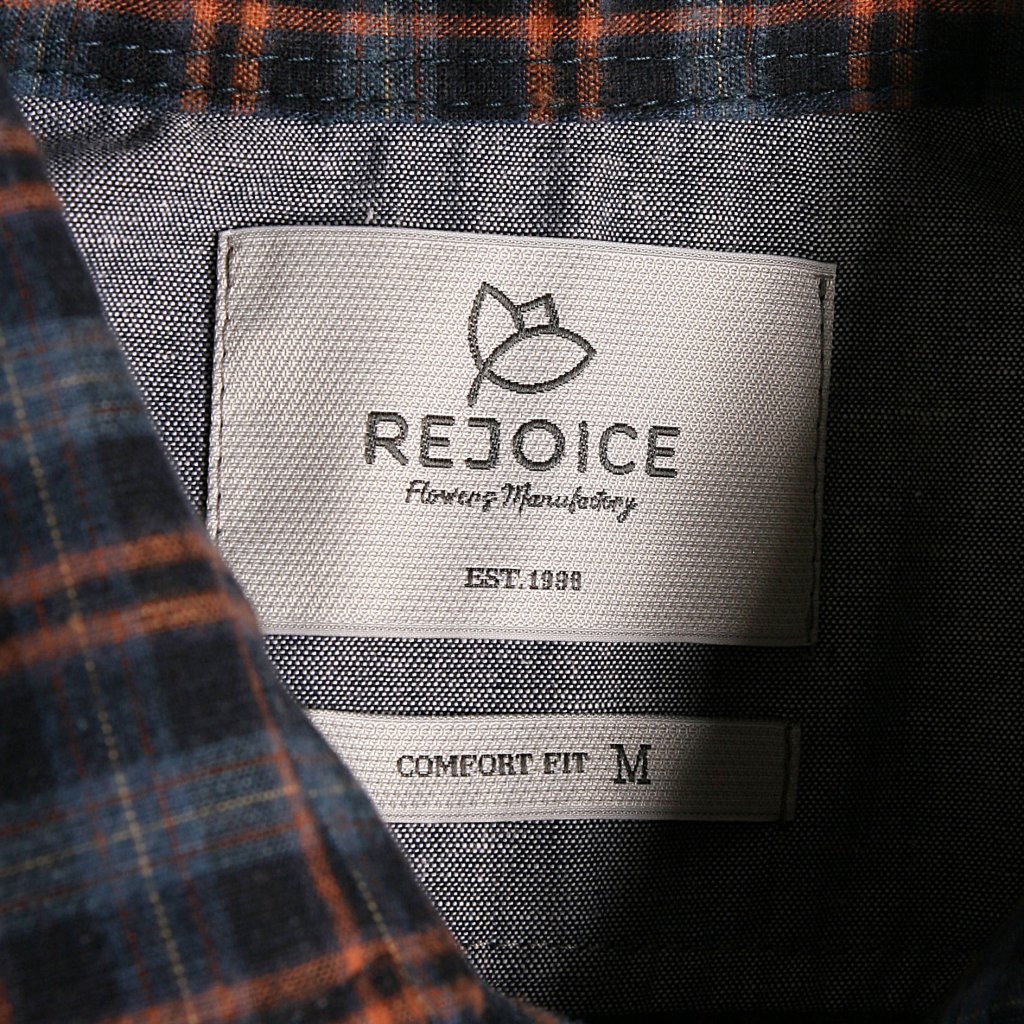 REJOICE
Flowers Manufactory
EST. 1998
COMFORT FIT M